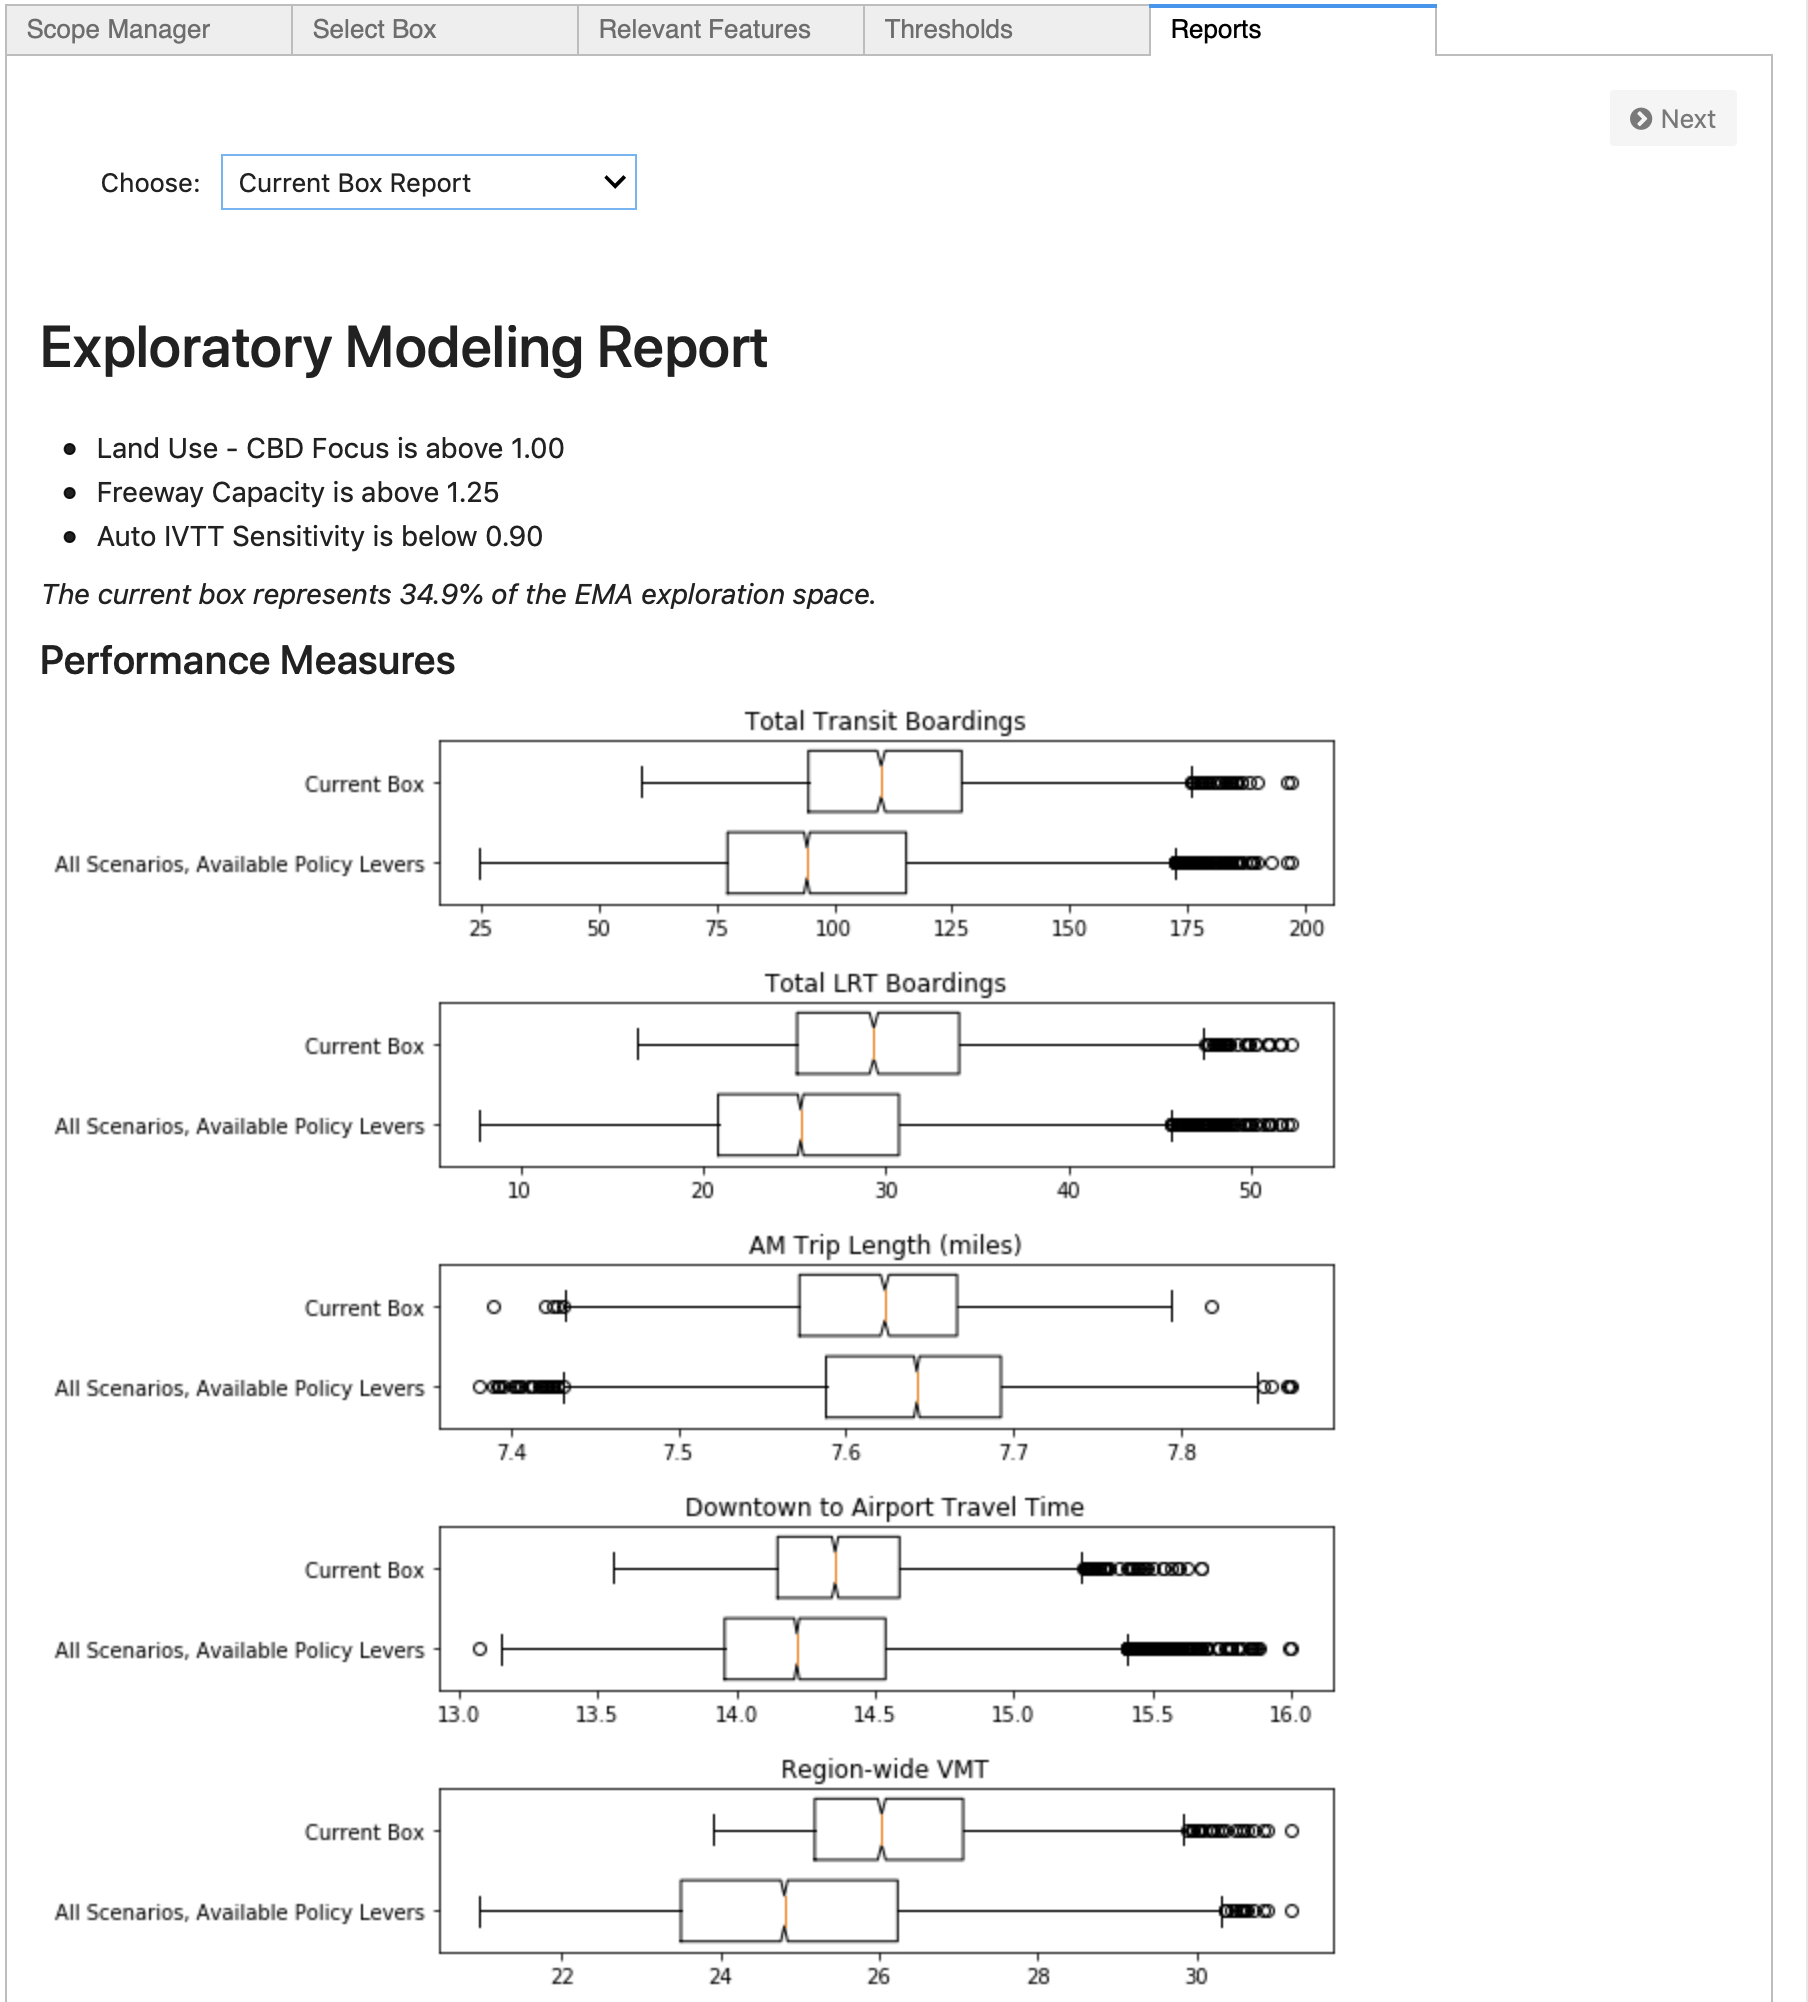 Scope Manager Select Box Relevant Features Thresholds Reports
Next
Choose: Current Box Report
Exploratory Modeling Report
Land Use - CBD Focus is above 1.00
Freeway Capacity is above 1.25
Auto IVTT Sensitivity is below 0.90
The current box represents 34.9% of the EMA exploration space.
Performance Measures
Total Transit Boardings
Current Box
All Scenarios, Available Policy Levers
25 50 75 100 125 150 175 200
Total LRT Boardings
Current Box
All Scenarios, Available Policy Levers
10 20 30 40 50
AM Trip Length (miles)
Current Box
All Scenarios, Available Policy Levers
7.4 7.5 7.6 7.7 7.8
Downtown to Airport Travel Time
Current Box
All Scenarios, Available Policy Levers
13.0 13.5 14.0 14.5 15.0 15.5 16.0
Region-wide VMT
Current Box
All Scenarios, Available Policy Levers
22 24 26 28 30